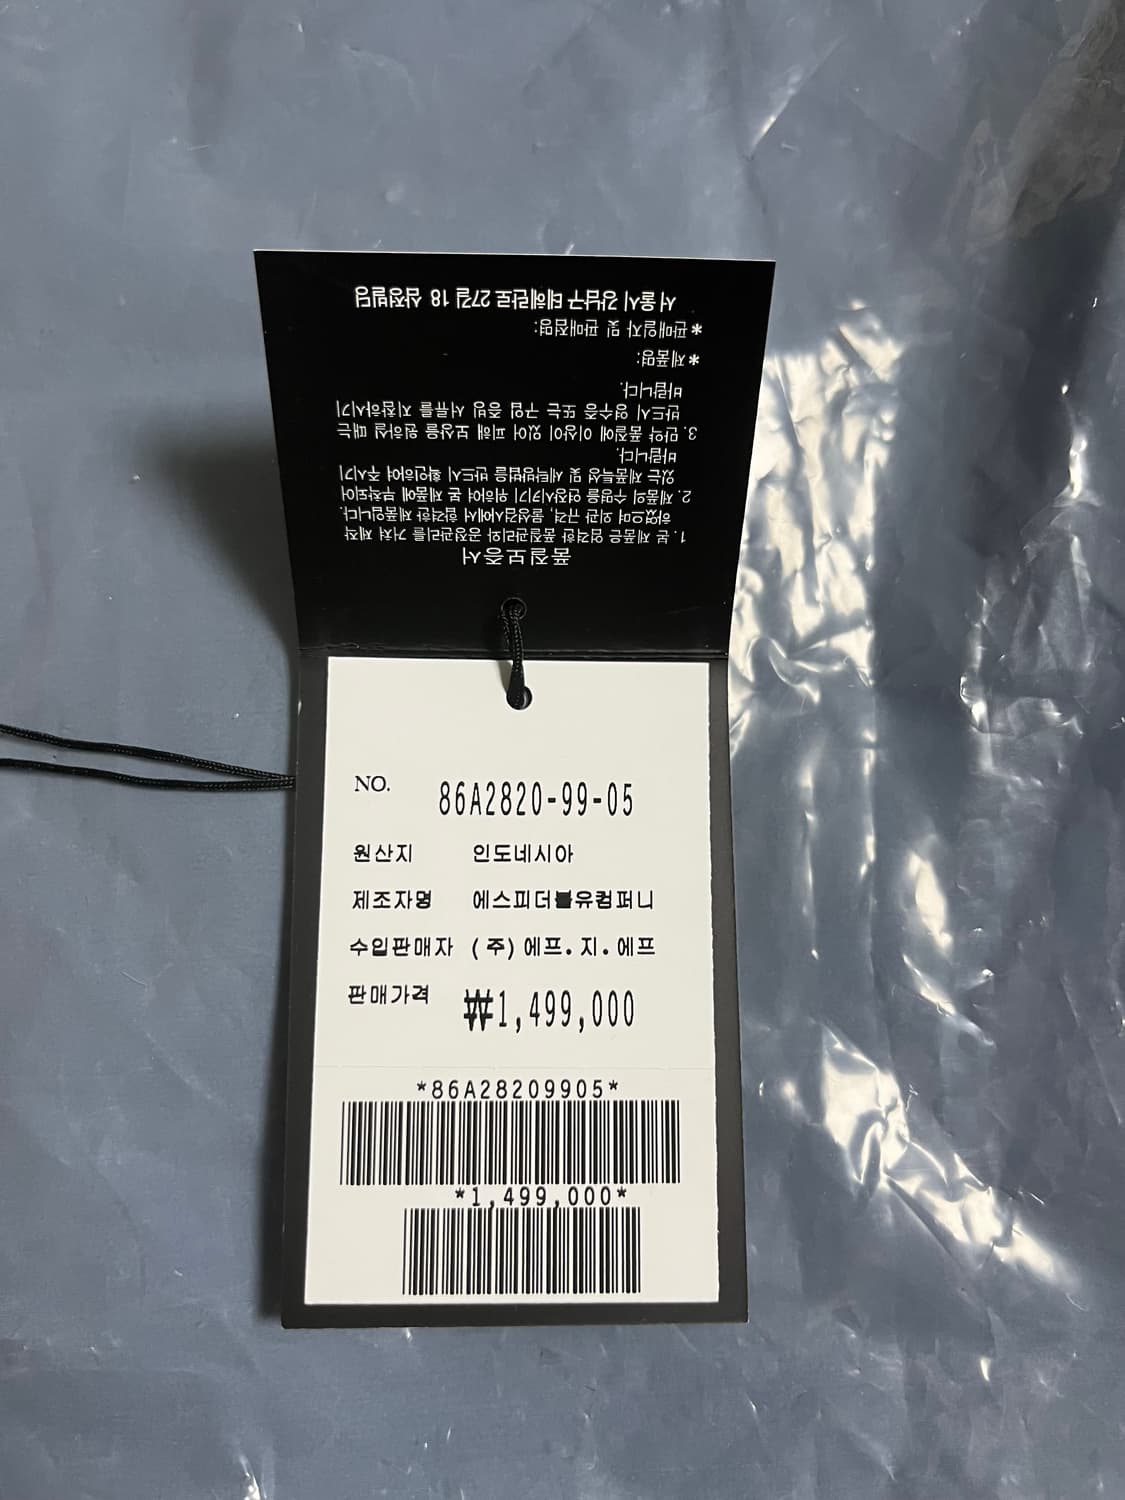 품질보증서
1. 본 제품은 엄격한 품질관리와 공정관리를 거쳐 제작
하였으며 외관 규격, 물성검사에서 합격한 제품입니다.
2. 제품의 수명을 연장시키기 위하여 본 제품에 부착되어
있는 제품특성 및 세탁방법을 반드시 확인하여 주시기
바랍니다.
3. 만약 품질에 이상이 있어 피해 보상을 원하실 때는
반드시 영수증 또는 구입 증빙 서류를 지참하시기
바랍니다.
*제품명:
*판매일자 및 판매점명:
서울시 강남구 테헤란로 27길 18 삼정빌딩
NO. 86A2820-99-05
원산지 인도네시아
제조자명 에스피더블유컴퍼니
수입판매자 (주)에프.지.에프
판매가격 ₩1,499,000
*86A28209905*
*1,499,000*